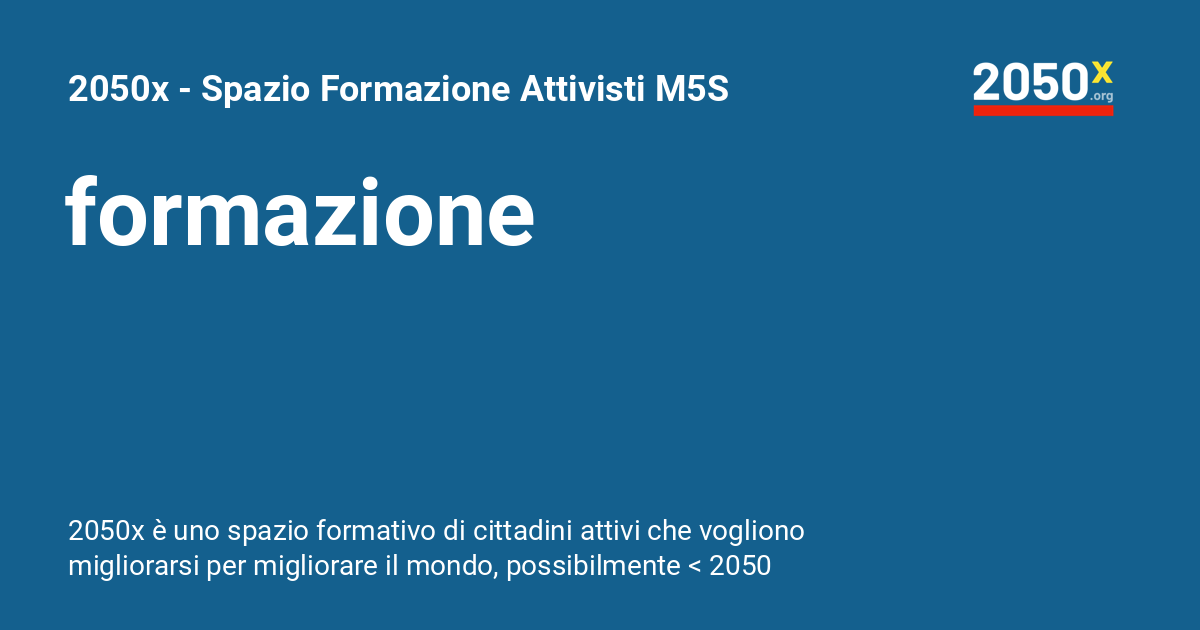 2050x - Spazio Formazione Attivisti M5S
2050x
.org
formazione
2050x è uno spazio formativo di cittadini attivi che vogliono
migliorarsi per migliorare il mondo, possibilmente < 2050